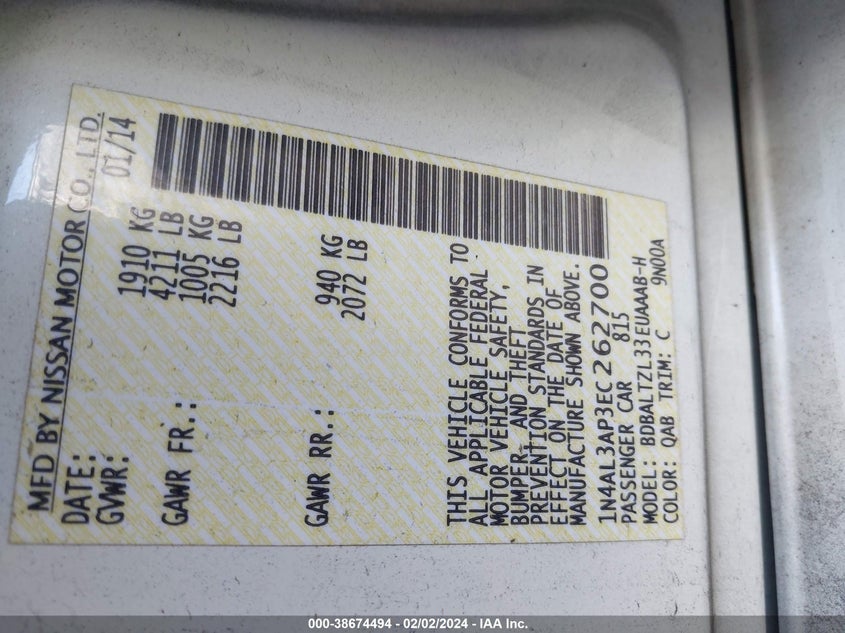 MFD BY NISSAN MOTOR CO., LTD.
DATE: 01/14
GVWR: 1910 KG
4211 LB
GAWR FR.: 1005 KG
2216 LB
GAWR RR.: 940 KG
2072 LB
THIS VEHICLE CONFORMS TO
ALL APPLICABLE FEDERAL
MOTOR VEHICLE SAFETY,
BUMPER, AND THEFT
PREVENTION STANDARDS IN
EFFECT ON THE DATE OF
MANUFACTURE SHOWN ABOVE.
1N4AL3AP3EC262700
PASSENGER CAR 815
MODEL: BDBALTZL33EUAAAB-H
COLOR: QAB TRIM: C 9N00A
000-38674494 - 02/02/2024 - IAA Inc.